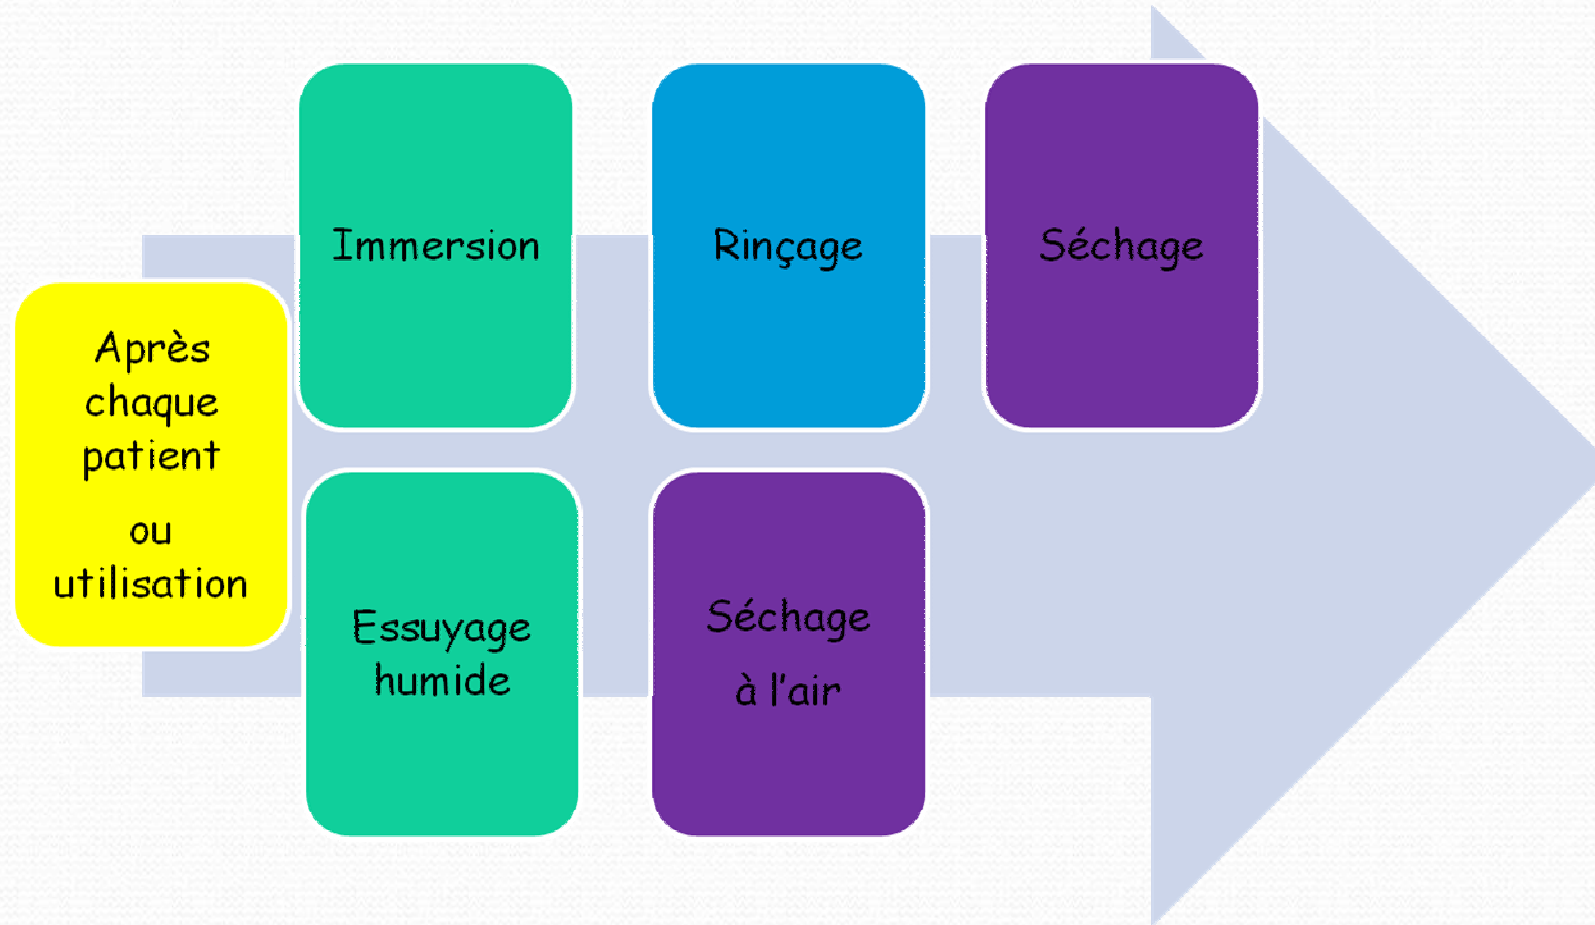 Immersion
Rinçage
Séchage
Après
chaque
patient
ou
utilisation
Essuyage
humide
Séchage
à l'air